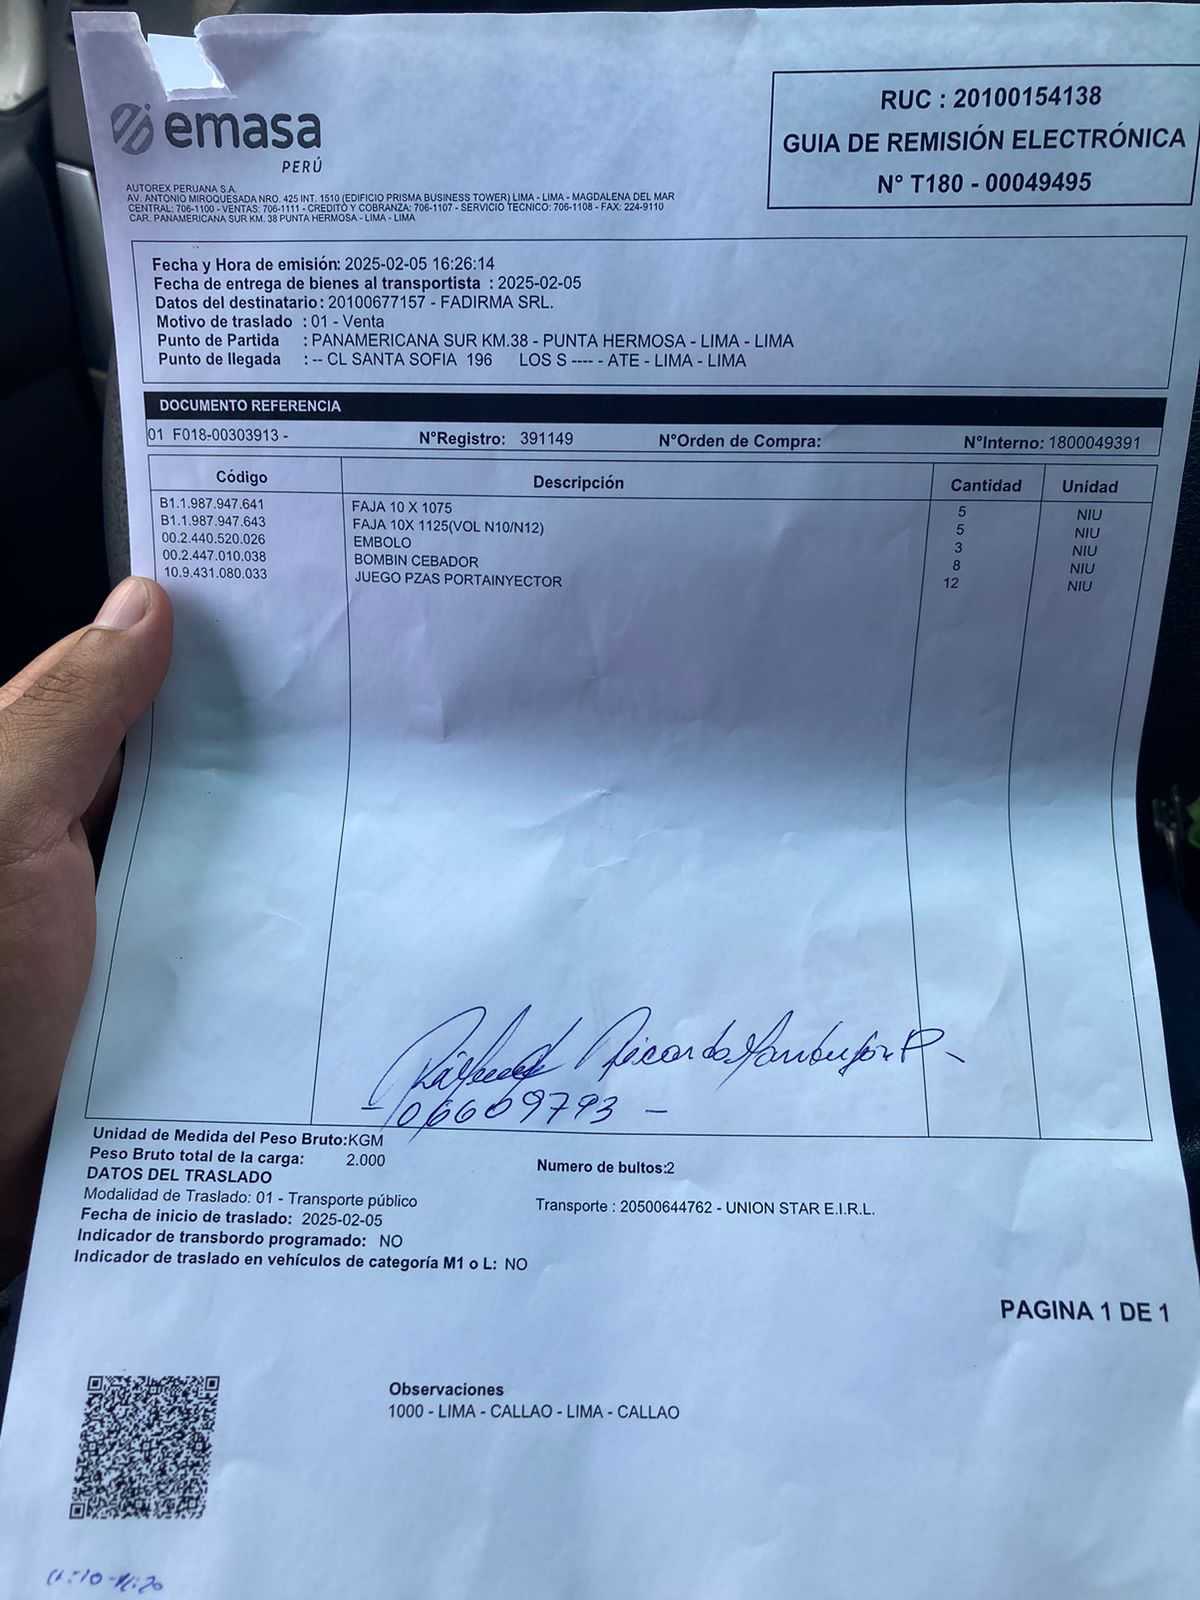 emasa
PERÚ
RUC : 20100154138
GUIA DE REMISIÓN ELECTRÓNICA
N° T180 - 00049495
AUTOREX PERUANA S.A.
AV. ANTONIO MIROQUESADA NRO. 425 INT. 1510 (EDIFICIO PRISMA BUSINESS TOWER) LIMA - LIMA - MAGDALENA DEL MAR
CENTRAL: 706-1100 - VENTAS: 706-1111 - CREDITO Y COBRANZA: 706-1107 - SERVICIO TECNICO: 706-1108 - FAX: 224-9110
CAR. PANAMERICANA SUR KM. 38 PUNTA HERMOSA - LIMA - LIMA
Fecha y Hora de emisión: 2025-02-05 16:26:14
Fecha de entrega de bienes al transportista : 2025-02-05
Datos del destinatario : 20100677157 - FADIRMA SRL.
Motivo de traslado : 01 - Venta
Punto de Partida : PANAMERICANA SUR KM.38 - PUNTA HERMOSA - LIMA - LIMA
Punto de llegada : -- CL SANTA SOFIA 196 LOS S ---- - ATE - LIMA - LIMA
DOCUMENTO REFERENCIA
01 F018-00303913 - N°Registro: 391149 N°Orden de Compra: N°Interno: 1800049391
Código Descripción Cantidad Unidad
B1.1.987.947.641 FAJA 10 X 1075 5 NIU
B1.1.987.947.643 FAJA 10X 1125(VOL N10/N12) 5 NIU
00.2.440.520.026 EMBOLO 3 NIU
00.2.447.010.038 BOMBIN CEBADOR 8 NIU
10.9.431.080.033 JUEGO PZAS PORTAINYECTOR 12 NIU
Ricardo
- 06609793 -
Unidad de Medida del Peso Bruto:KGM
Peso Bruto total de la carga: 2.000 Numero de bultos:2
DATOS DEL TRASLADO
Modalidad de Traslado: 01 - Transporte público Transporte : 20500644762 - UNION STAR E.I.R.L.
Fecha de inicio de traslado: 2025-02-05
Indicador de transbordo programado: NO
Indicador de traslado en vehículos de categoría M1 o L: NO
PAGINA 1 DE 1
Observaciones
1000 - LIMA - CALLAO - LIMA - CALLAO